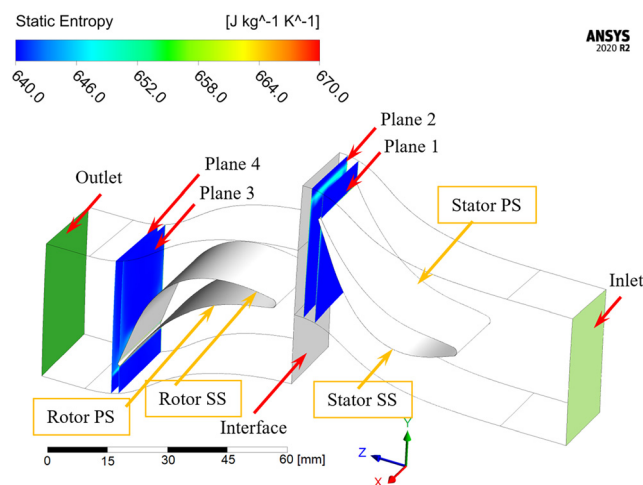 Static Entropy [J kg^-1 K^-1]
640.0 646.0 652.0 658.0 664.0 670.0
ANSYS
2020 R2
Plane 2
Plane 1
Plane 4
Plane 3
Outlet
Stator PS
Inlet
Rotor PS
Rotor SS
Interface
Stator SS
0 15 30 45 60 [mm]
Y
Z
X